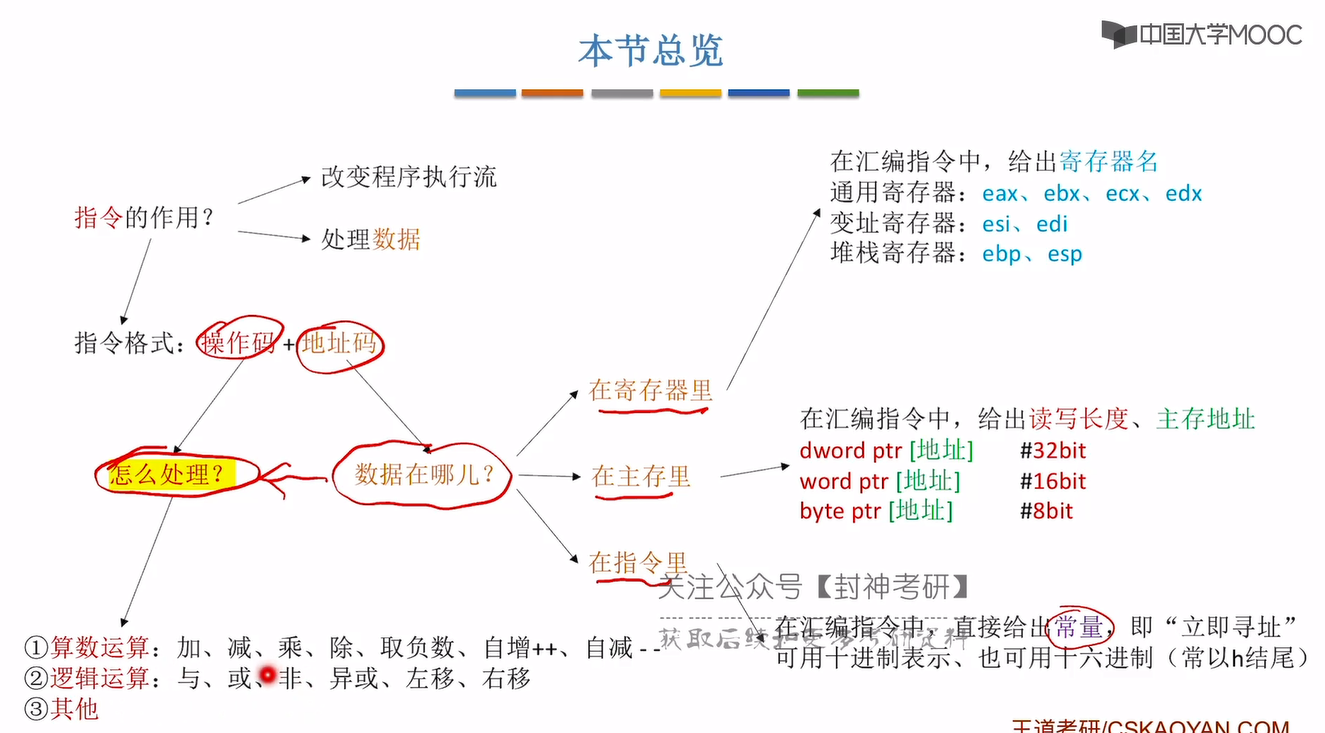 中国大学MOOC
本节总览
指令的作用？
改变程序执行流
处理数据
指令格式：操作码+地址码
怎么处理？
数据在哪儿？
①算数运算：加、减、乘、除、取负数、自增++、自减--
②逻辑运算：与、或、非、异或、左移、右移
③其他
在寄存器里
在汇编指令中，给出寄存器名
通用寄存器：eax、ebx、ecx、edx
变址寄存器：esi、edi
堆栈寄存器：ebp、esp
在主存里
在汇编指令中，给出读写长度、主存地址
dword ptr [地址] #32bit
word ptr [地址] #16bit
byte ptr [地址] #8bit
在指令里
关注公众号【封神考研】
在汇编指令中，直接给出常量，即“立即寻址”
可用十进制表示、也可用十六进制（常以h结尾）
王道考研/CSKAOYAN.COM